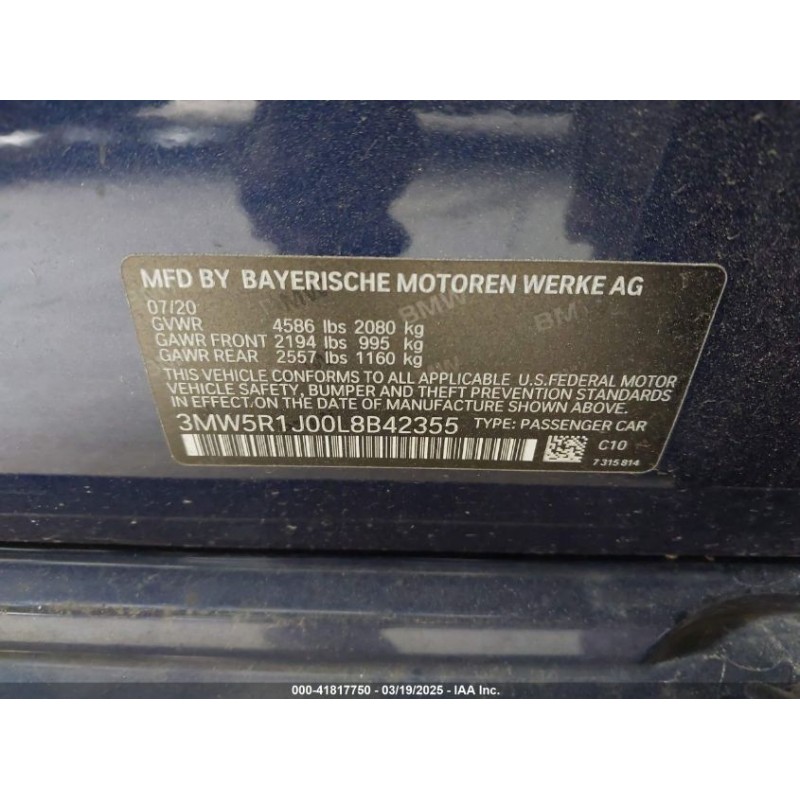 MFD BY BAYERISCHE MOTOREN WERKE AG
07/20
GVWR 4586 lbs 2080 kg
GAWR FRONT 2194 lbs 995 kg
GAWR REAR 2557 lbs 1160 kg
THIS VEHICLE CONFORMS TO ALL APPLICABLE U.S.FEDERAL MOTOR
VEHICLE SAFETY, BUMPER AND THEFT PREVENTION STANDARDS
IN EFFECT ON THE DATE OF MANUFACTURE SHOWN ABOVE.
3MW5R1J00L8B42355 TYPE: PASSENGER CAR
C10
7 315 814
BMW BMW BM
000-41817750 - 03/19/2025 - IAA Inc.